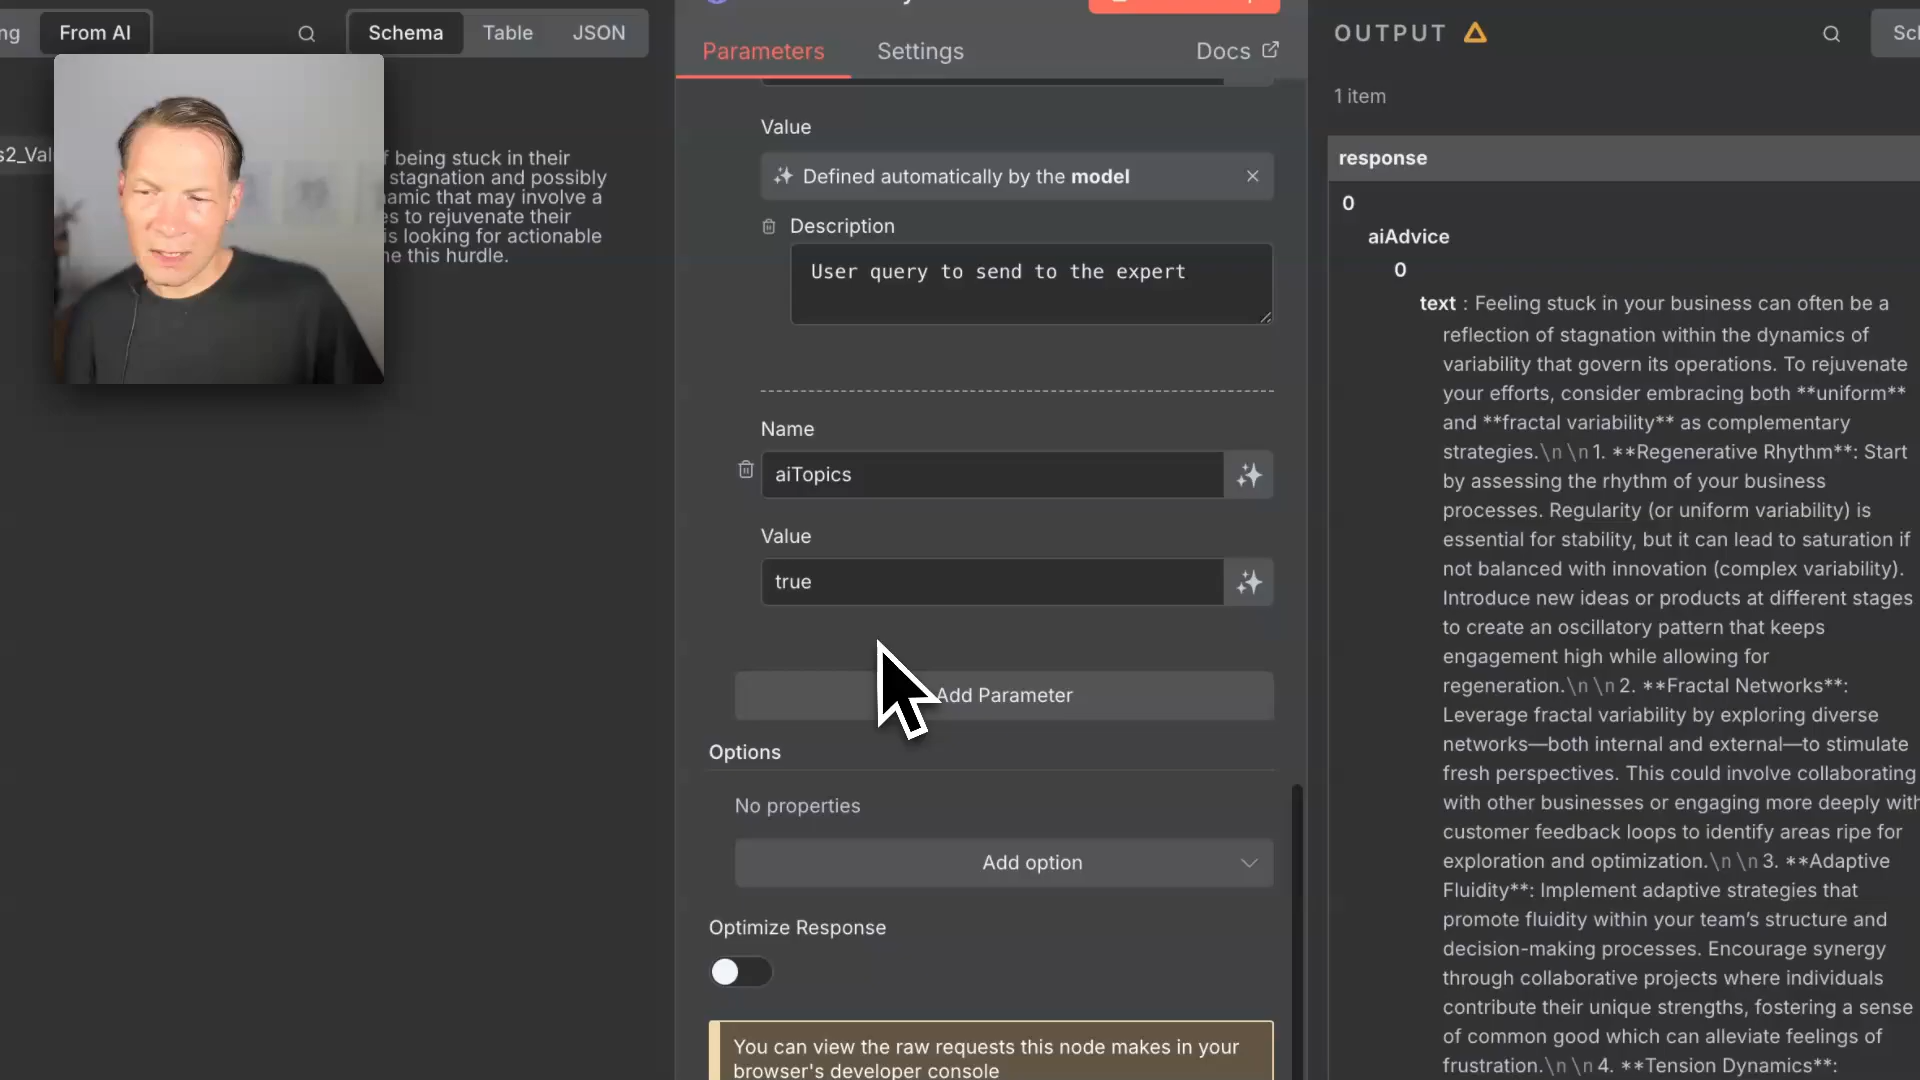 From AI
Schema
Table
JSON
being stuck in their
stagnation and possibly
namic that may involve a
es to rejuvenate their
is looking for actionable
ne this hurdle.
Parameters
Settings
Docs
Value
Defined automatically by the model
Description
User query to send to the expert
Name
aiTopics
Value
true
Add Parameter
Options
No properties
Add option
Optimize Response
You can view the raw requests this node makes in your
browser's developer console
OUTPUT
1 item
response
0
aiAdvice
0
text : Feeling stuck in your business can often be a
reflection of stagnation within the dynamics of
variability that govern its operations. To rejuvenate
your efforts, consider embracing both **uniform**
and **fractal variability** as complementary
strategies.\n \n 1. **Regenerative Rhythm**: Start
by assessing the rhythm of your business
processes. Regularity (or uniform variability) is
essential for stability, but it can lead to saturation if
not balanced with innovation (complex variability).
Introduce new ideas or products at different stages
to create an oscillatory pattern that keeps
engagement high while allowing for
regeneration.\n \n 2. **Fractal Networks**:
Leverage fractal variability by exploring diverse
networks—both internal and external—to stimulate
fresh perspectives. This could involve collaborating
with other businesses or engaging more deeply with
customer feedback loops to identify areas ripe for
exploration and optimization.\n \n 3. **Adaptive
Fluidity**: Implement adaptive strategies that
promote fluidity within your team's structure and
decision-making processes. Encourage synergy
through collaborative projects where individuals
contribute their unique strengths, fostering a sense
of common good which can alleviate feelings of
frustration.\n \n 4. **Tension Dynamics**: